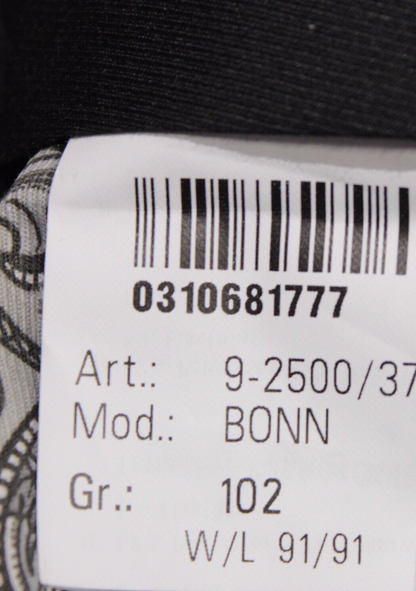 0310681777
Art.: 9-2500/37
Mod.: BONN
Gr.: 102
W/L 91/91